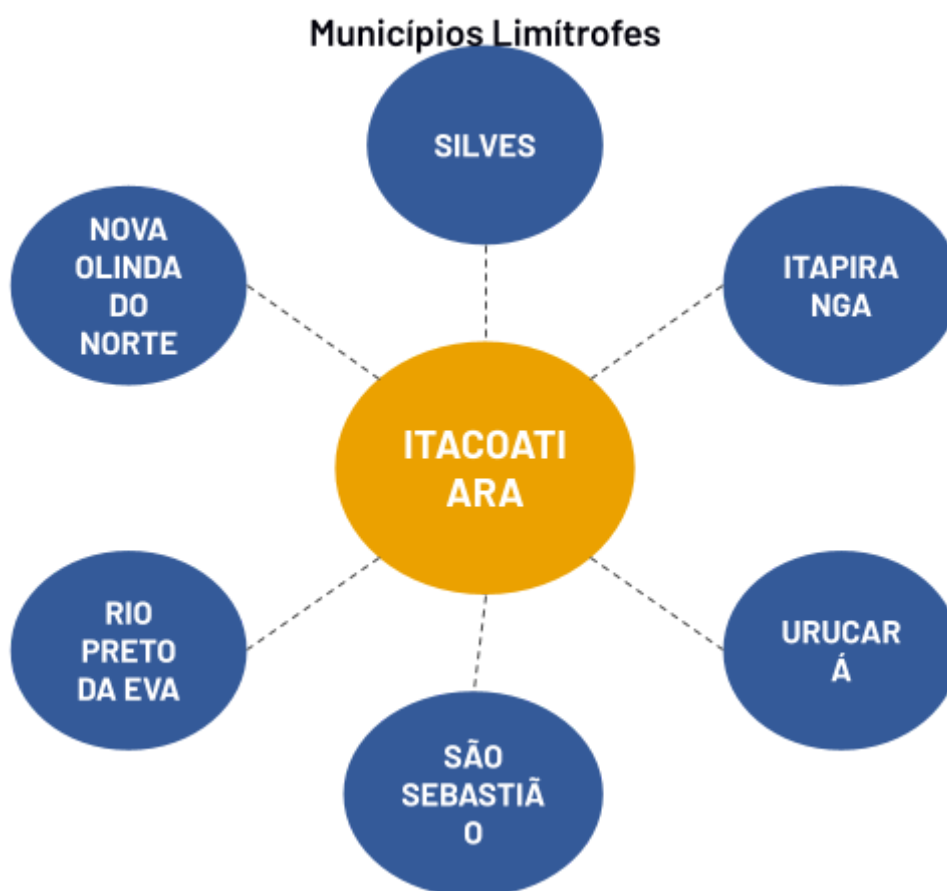 Municípios Limítrofes
SILVES
NOVA
OLINDA
DO
NORTE
ITAPIRA
NGA
ITACOATI
ARA
RIO
PRETO
DA EVA
URUCAR
Á
SÃO
SEBASTIÃ
O